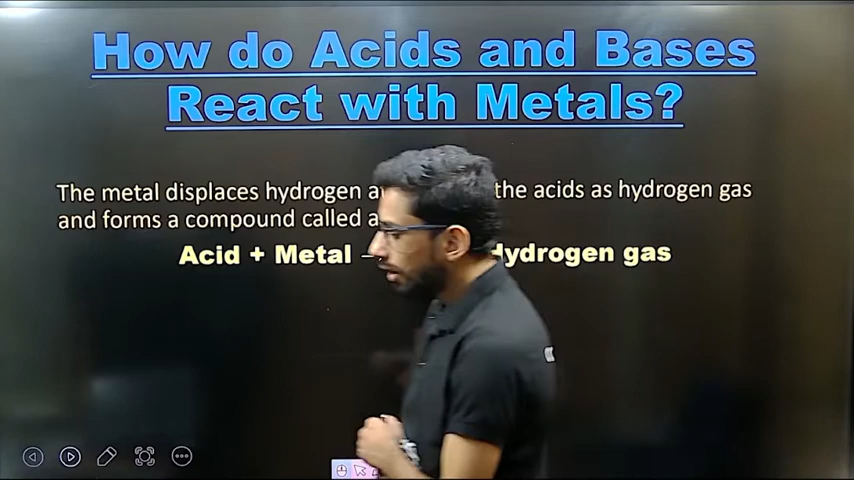 How do Acids and Bases
React with Metals?
The metal displaces hydrogen a the acids as hydrogen gas
and forms a compound called a
Acid + Metal Hydrogen gas